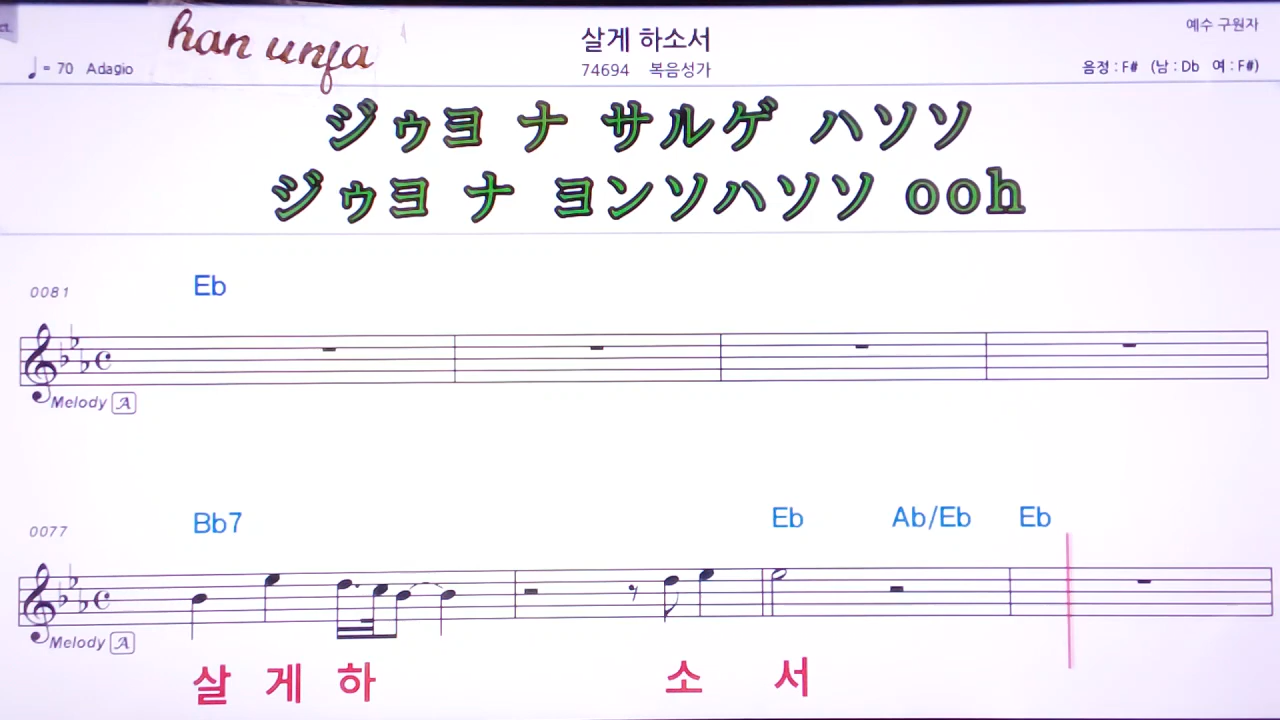 ct.
han unja
살게 하소서
예수 구원자
♩ = 70 Adagio
74694 복음성가
음정 : F# (남 : Db 여 : F#)
ジゥヨ ナ サルゲ ハソソ
ジゥヨ ナ ヨンソハソソ ooh
0081
Eb
Melody A
0077
Bb7 Eb Ab/Eb Eb
Melody A
살 게 하 소 서